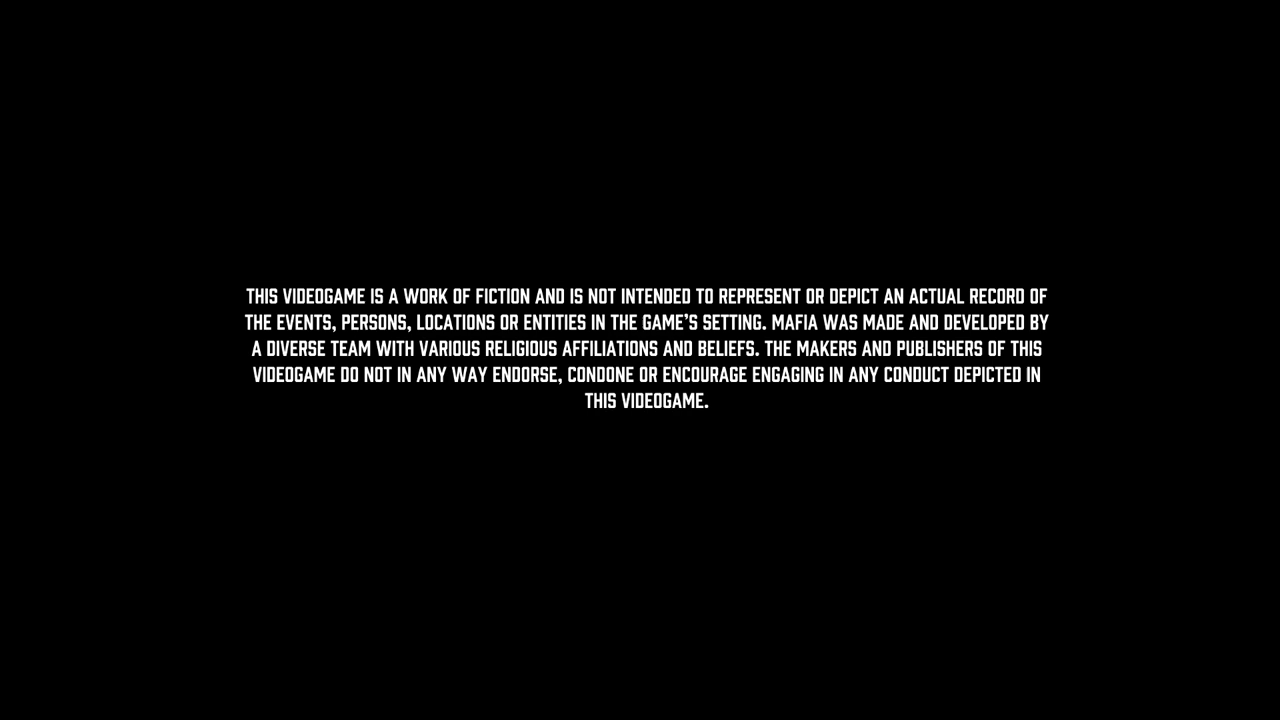 THIS VIDEOGAME IS A WORK OF FICTION AND IS NOT INTENDED TO REPRESENT OR DEPICT AN ACTUAL RECORD OF
THE EVENTS, PERSONS, LOCATIONS OR ENTITIES IN THE GAME'S SETTING. MAFIA WAS MADE AND DEVELOPED BY
A DIVERSE TEAM WITH VARIOUS RELIGIOUS AFFILIATIONS AND BELIEFS. THE MAKERS AND PUBLISHERS OF THIS
VIDEOGAME DO NOT IN ANY WAY ENDORSE, CONDONE OR ENCOURAGE ENGAGING IN ANY CONDUCT DEPICTED IN
THIS VIDEOGAME.